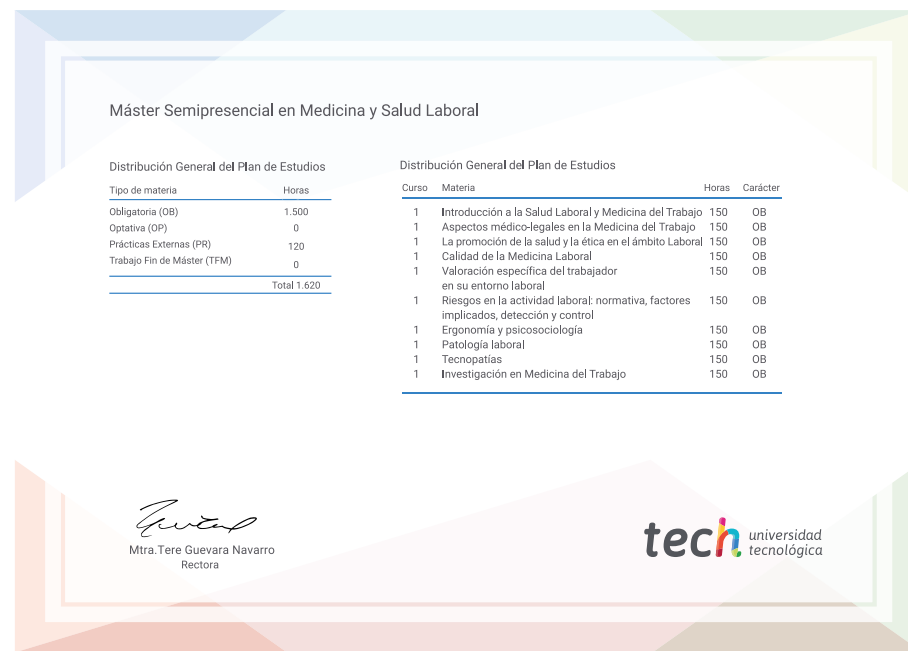 Máster Semipresencial en Medicina y Salud Laboral
Distribución General del Plan de Estudios
Tipo de materia Horas
Obligatoria (OB) 1.500
Optativa (OP) 0
Prácticas Externas (PR) 120
Trabajo Fin de Máster (TFM) 0
Total 1.620
Distribución General del Plan de Estudios
Curso Materia Horas Carácter
1 Introducción a la Salud Laboral y Medicina del Trabajo 150 OB
1 Aspectos médico-legales en la Medicina del Trabajo 150 OB
1 La promoción de la salud y la ética en el ámbito Laboral 150 OB
1 Calidad de la Medicina Laboral 150 OB
1 Valoración específica del trabajador 150 OB
en su entorno laboral
1 Riesgos en la actividad laboral: normativa, factores 150 OB
implicados, detección y control
1 Ergonomía y psicosociología 150 OB
1 Patología laboral 150 OB
1 Tecnopatías 150 OB
1 Investigación en Medicina del Trabajo 150 OB
Mtra.Tere Guevara Navarro
Rectora
tech universidad
tecnológica